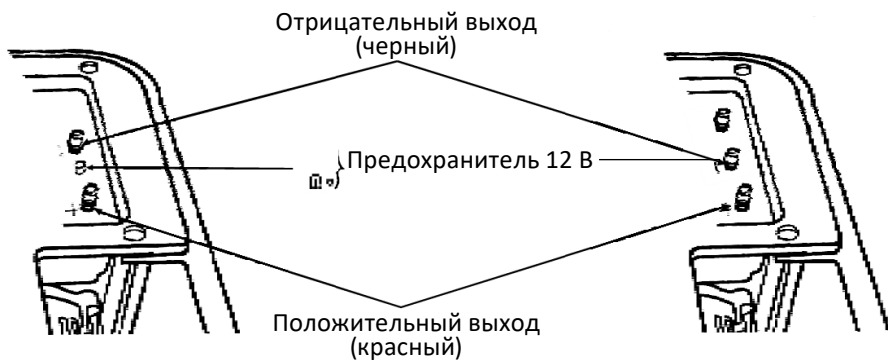 Отрицательный выход
(черный)
Предохранитель 12 В
Положительный выход
(красный)